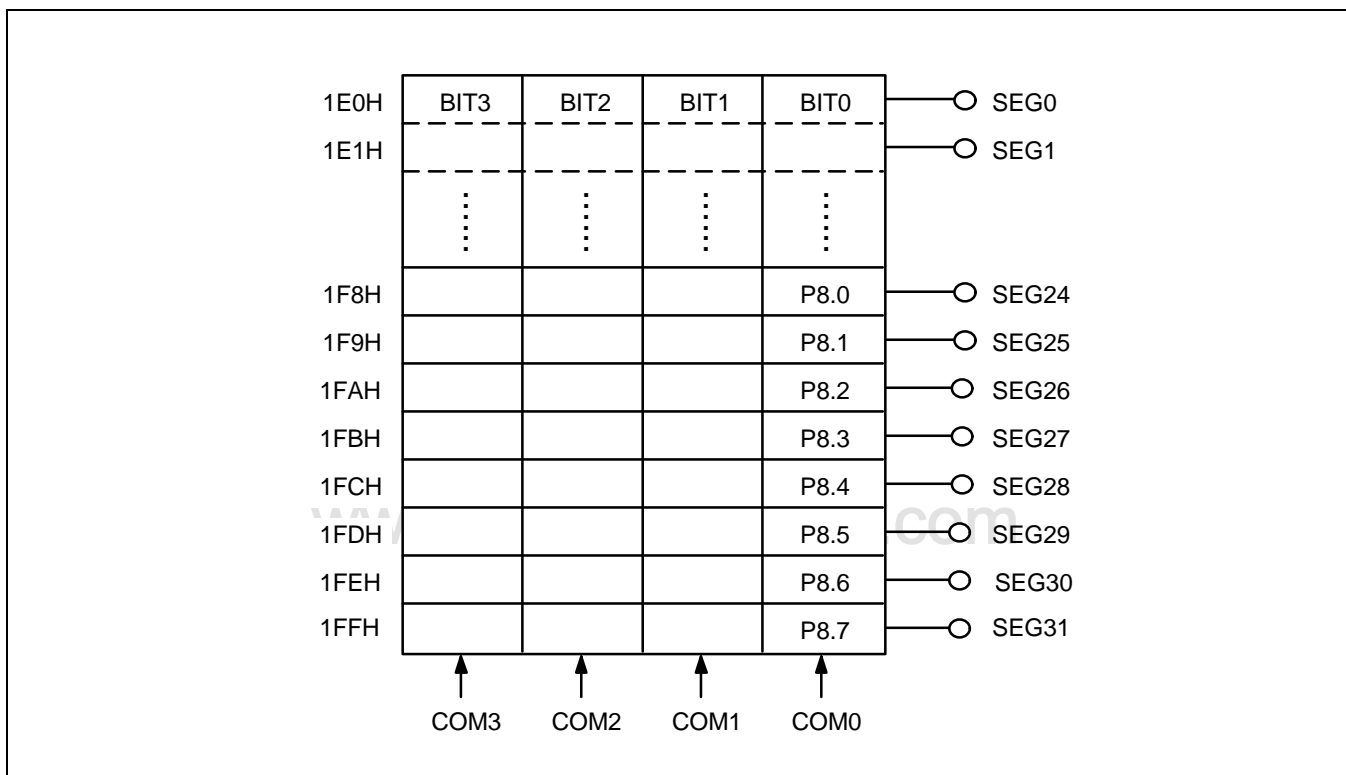 1E0H BIT3 BIT2 BIT1 BIT0 SEG0
1E1H SEG1
1F8H P8.0 SEG24
1F9H P8.1 SEG25
1FAH P8.2 SEG26
1FBH P8.3 SEG27
1FCH P8.4 SEG28
1FDH P8.5 SEG29
1FEH P8.6 SEG30
1FFH P8.7 SEG31
COM3 COM2 COM1 COM0